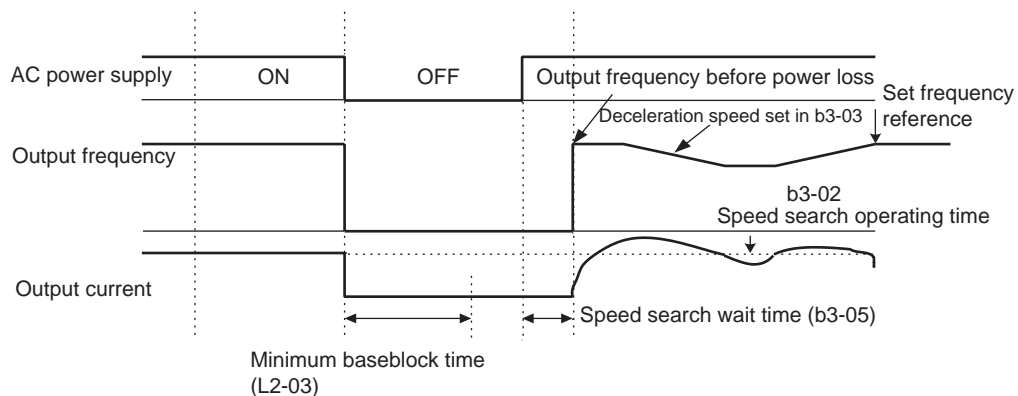 AC power supply
ON
OFF
Output frequency before power loss
Deceleration speed set in b3-03
Set frequency
reference
Output frequency
b3-02
Speed search operating time
Output current
Speed search wait time (b3-05)
Minimum baseblock time
(L2-03)